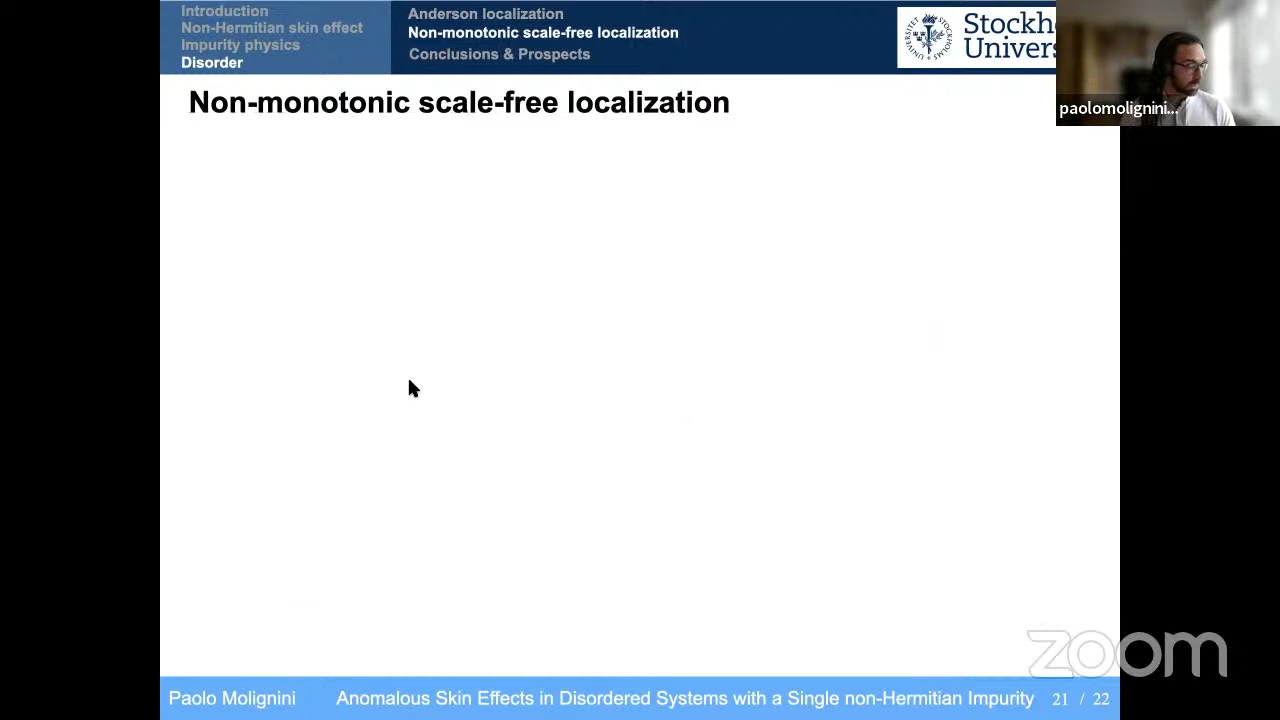 Introduction
Non-Hermitian skin effect
Impurity physics
Disorder
Anderson localization
Non-monotonic scale-free localization
Conclusions & Prospects
Stockho
Univers
paolomolignini...
Non-monotonic scale-free localization
zoom
Paolo Molignini
Anomalous Skin Effects in Disordered Systems with a Single non-Hermitian Impurity
21 / 22